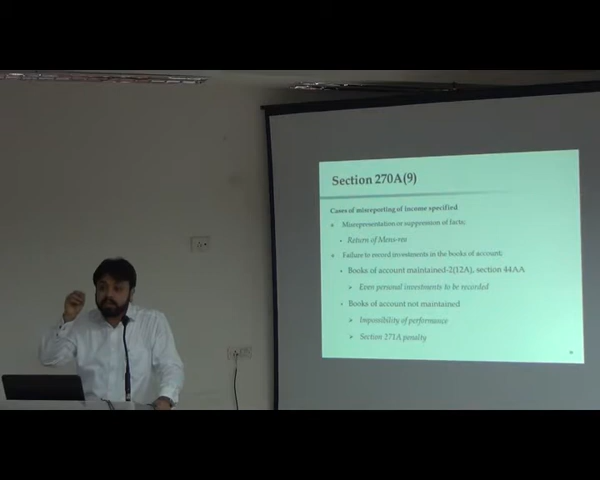 Section 270A(9)
Cases of misreporting of income specified
Misrepresentation or suppression of facts;
Return of Mens-rea
Failure to record investments in the books of account;
Books of account maintained-2(12A), section 44AA
Even personal investments to be recorded
Books of account not maintained
Impossibility of performance
Section 271A penalty